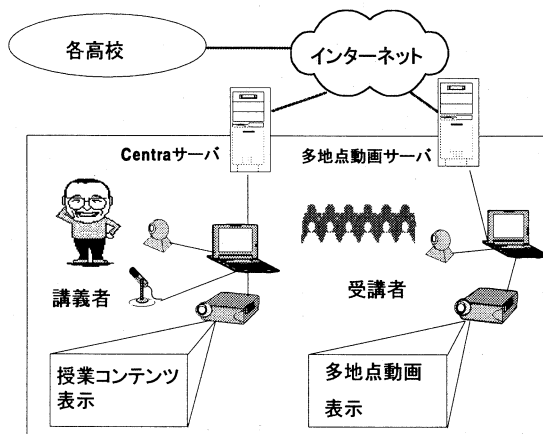 各高校
インターネット
Centraサーバ
多地点動画サーバ
講義者
受講者
授業コンテンツ
表示
多地点動画
表示